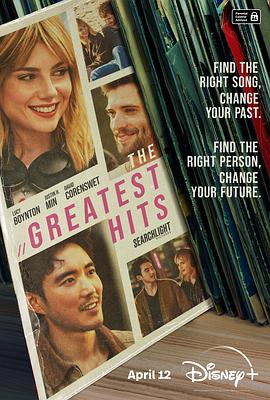 FIND THE
RIGHT SONG,
CHANGE
YOUR PAST.
FIND THE
RIGHT PERSON,
CHANGE
YOUR FUTURE.
LUCY
BOYNTON
JUSTIN H.
MIN
DAVID
CORENSWET
THE
GREATEST
HITS
SEARCHLIGHT
April 12
Disney+